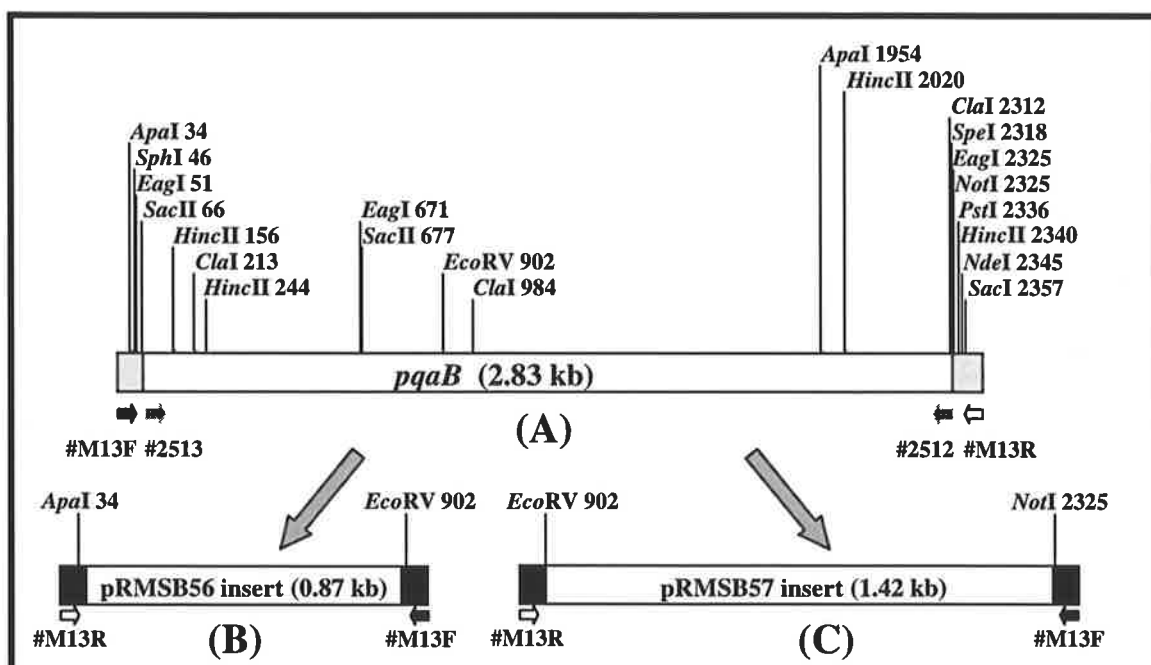 ApaI 1954
HincII 2020
ClaI 2312
ApaI 34
SpeI 2318
SphI 46
EagI 2325
EagI 51
NotI 2325
SacII 66
EagI 671
PstI 2336
HincII 156
SacII 677
HincII 2340
ClaI 213
EcoRV 902
NdeI 2345
HincII 244
ClaI 984
SacI 2357
pqaB (2.83 kb)
(A)
#M13F #2513
#2512 #M13R
ApaI 34
EcoRV 902
EcoRV 902
NotI 2325
pRMSB56 insert (0.87 kb)
pRMSB57 insert (1.42 kb)
#M13R
(B)
#M13F
#M13R
(C)
#M13F